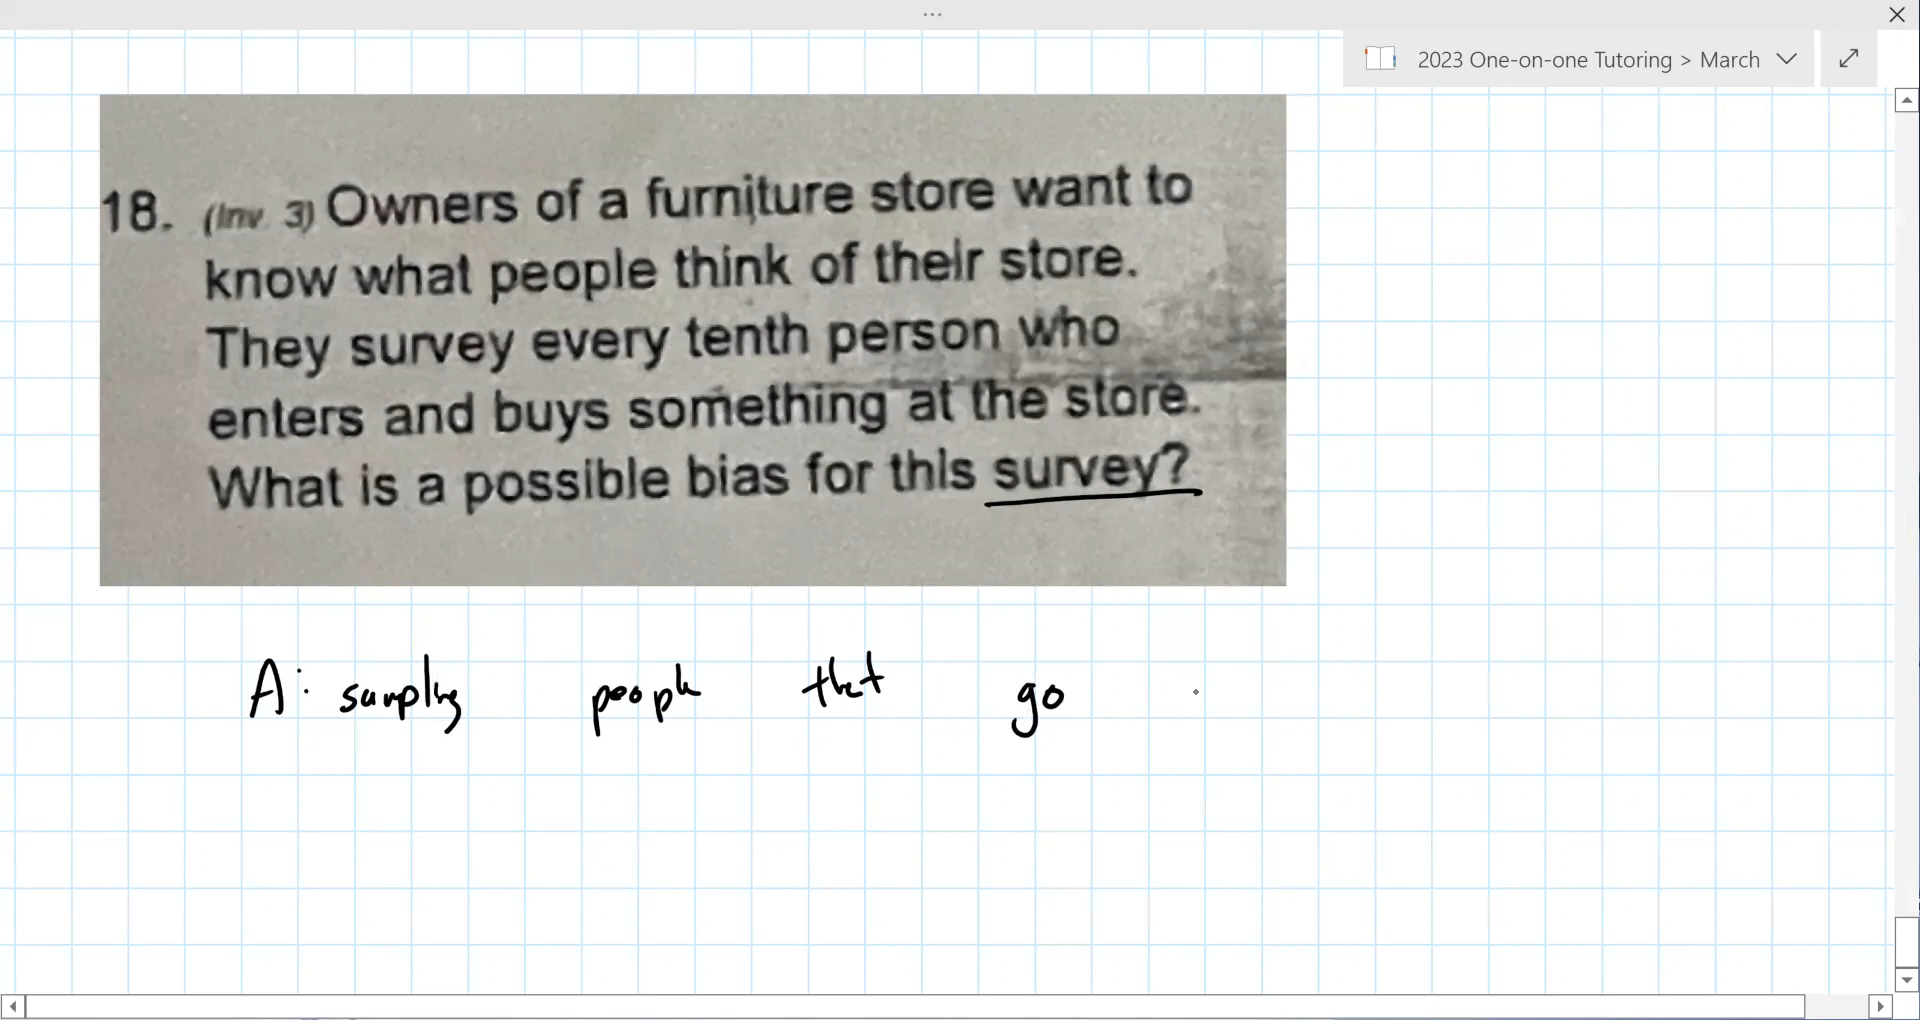 ...
2023 One-on-one Tutoring > March
18. (Inv. 3) Owners of a furniture store want to
know what people think of their store.
They survey every tenth person who
enters and buys something at the store.
What is a possible bias for this survey?
A: sampling people that go